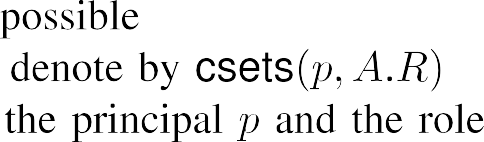 possible
denote by csets(p, A.R)
the principal p and the role